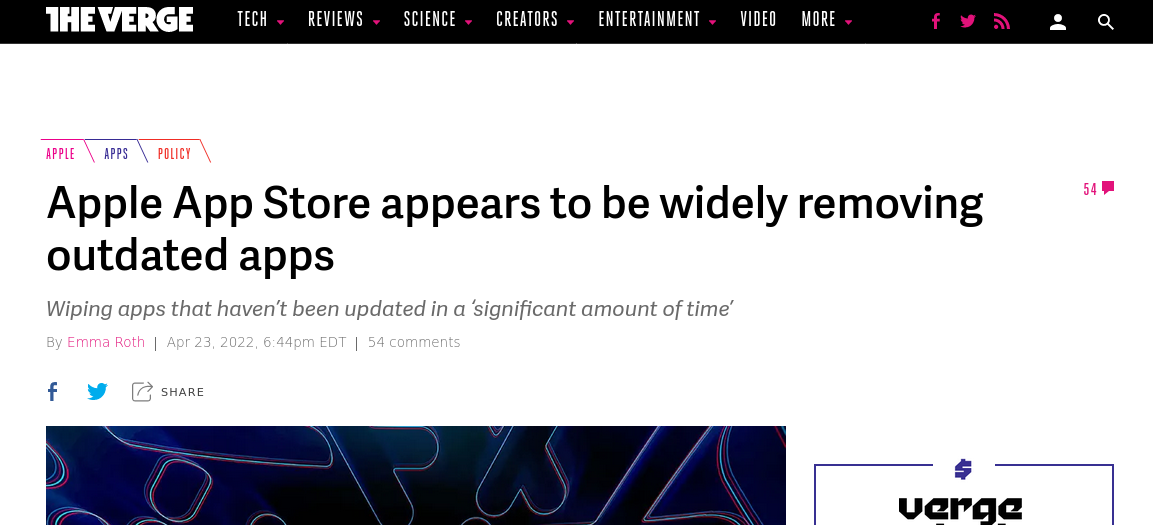 THE VERGE TECH REVIEWS SCIENCE CREATORS ENTERTAINMENT VIDEO MORE
APPLE APPS POLICY
Apple App Store appears to be widely removing
outdated apps
54
Wiping apps that haven’t been updated in a ‘significant amount of time’
By Emma Roth | Apr 23, 2022, 6:44pm EDT | 54 comments
SHARE
verge